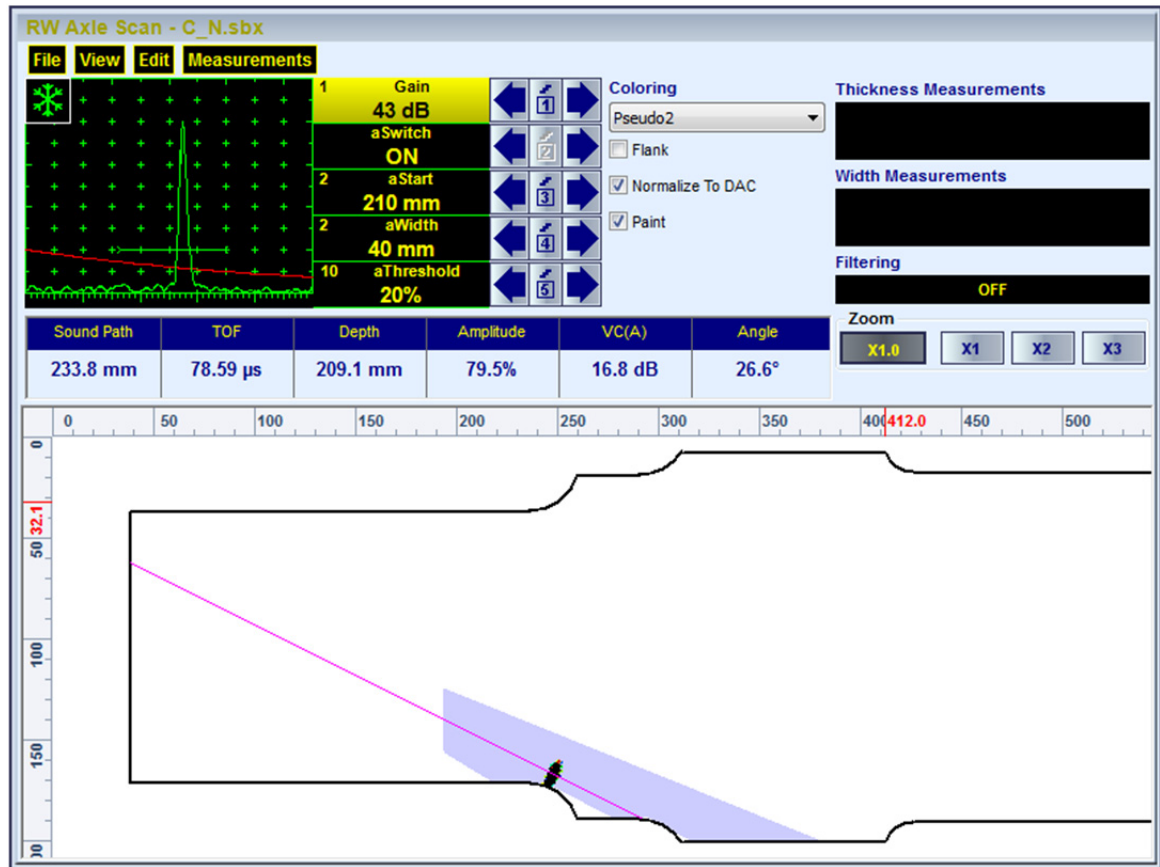 RW Axle Scan - C_N.sbx
File View Edit Measurements
1 Gain
43 dB
1
aSwitch
ON
2
2 aStart
210 mm
3
2 aWidth
40 mm
4
10 aThreshold
20%
5
Coloring
Pseudo2
Flank
Normalize To DAC
Paint
Thickness Measurements
Width Measurements
Filtering
OFF
Zoom
X1.0 X1 X2 X3
Sound Path TOF Depth Amplitude VC(A) Angle
233.8 mm 78.59 µs 209.1 mm 79.5% 16.8 dB 26.6°
0 50 100 150 200 250 300 350 400 412.0 450 500
0
32.1
50
100
150